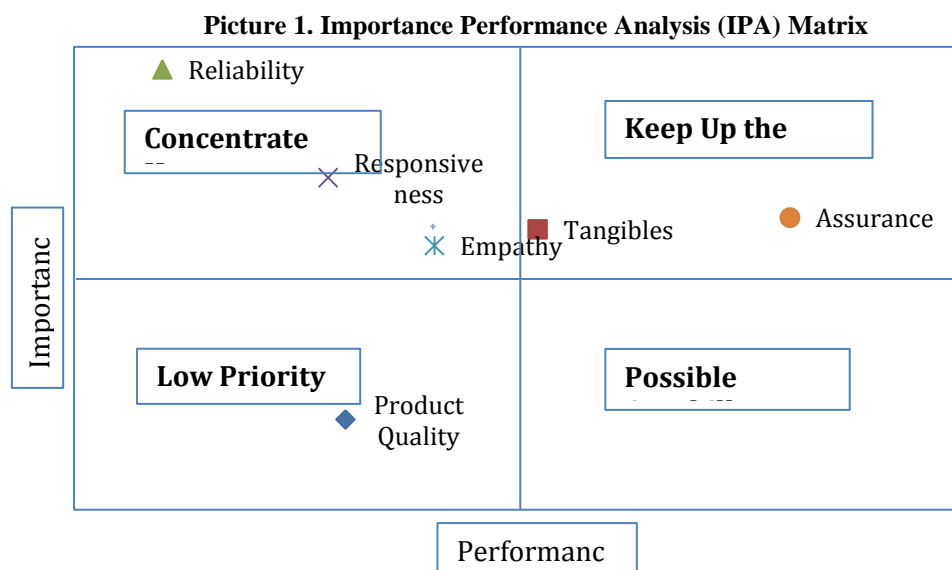 Picture 1. Importance Performance Analysis (IPA) Matrix
Reliability
Concentrate
Keep Up the
Responsive
ness
Assurance
Tangibles
Empathy
Importanc
Low Priority
Possible
Product
Quality
Performanc